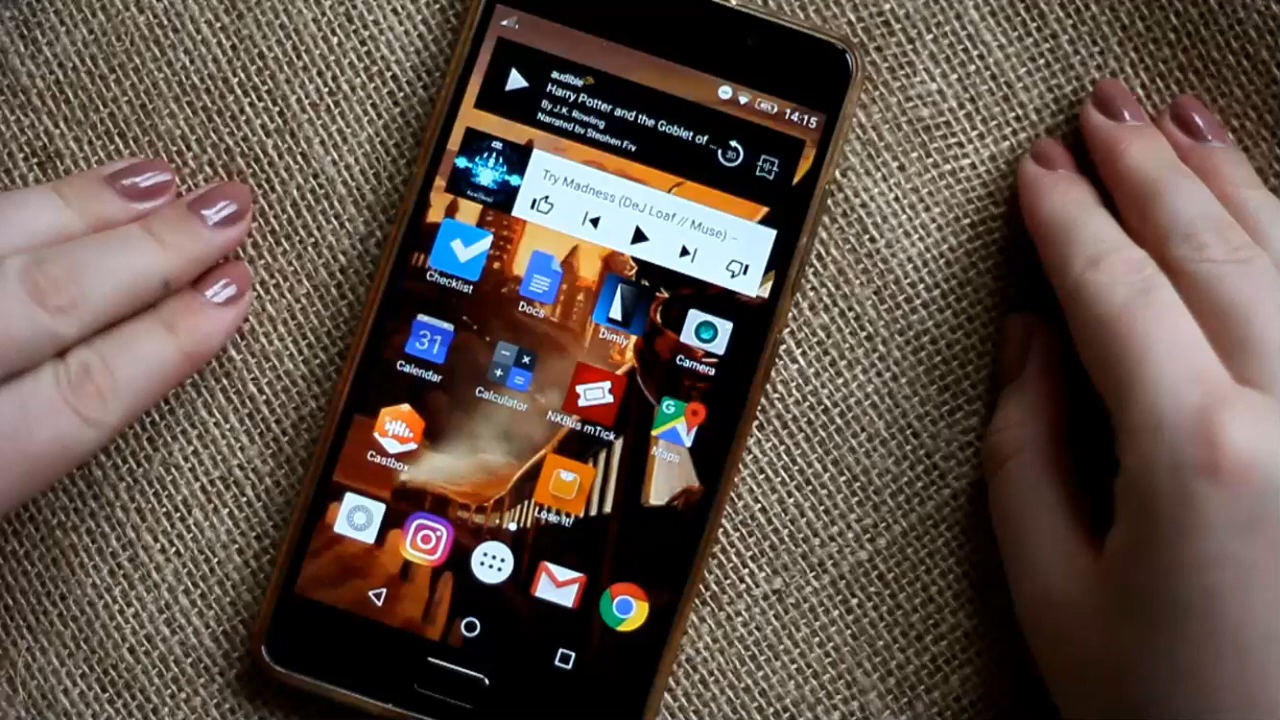 14:15
audible
Harry Potter and the Goblet of ...
By J.K. Rowling
Narrated by Stephen Fry
30
Try Madness (DeJ Loaf // Muse) –
Checklist
Docs
Dimly
Camera
31
Calendar
Calculator
NXBus mTick
G
Maps
Castbox
Lose It!